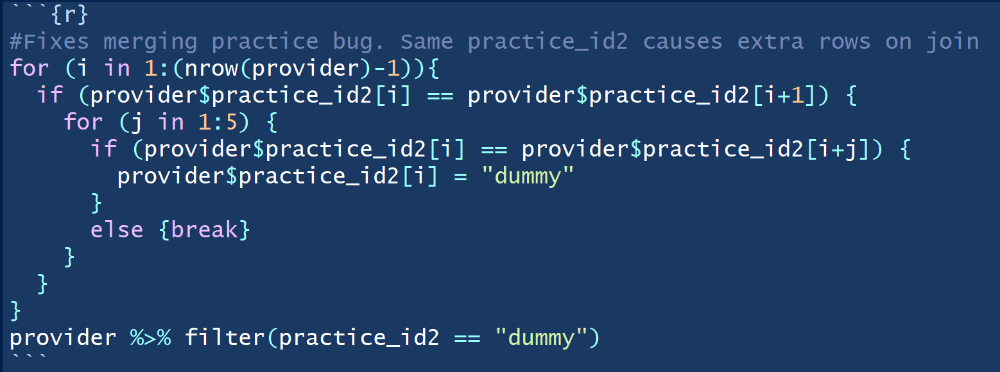 ```{r}
#Fixes merging practice bug. Same practice_id2 causes extra rows on join
for (i in 1:(nrow(provider)-1)){
  if (provider$practice_id2[i] == provider$practice_id2[i+1]) {
    for (j in 1:5) {
      if (provider$practice_id2[i] == provider$practice_id2[i+j]) {
        provider$practice_id2[i] = "dummy"
      }
      else {break}
    }
  }
}
provider %>% filter(practice_id2 == "dummy")
```